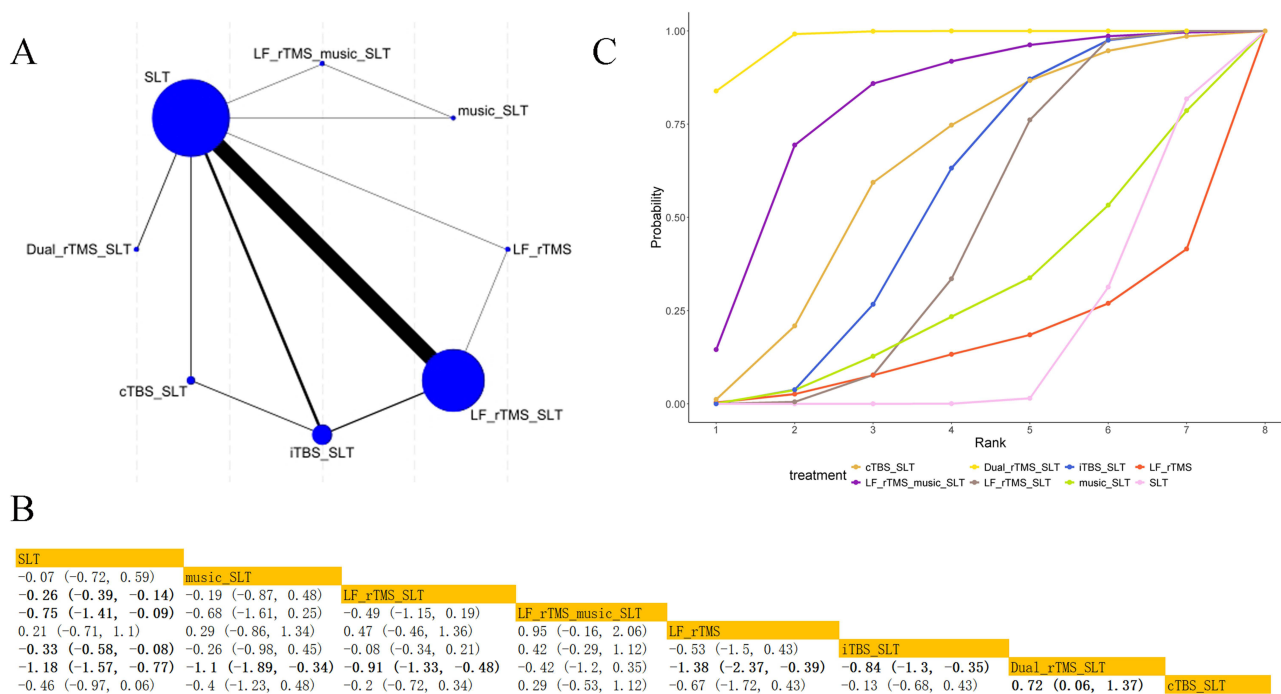 A
SLT
LF_rTMS_music_SLT
music_SLT
Dual_rTMS_SLT
LF_rTMS
cTBS_SLT
LF_rTMS_SLT
iTBS_SLT
C
1.00
0.75
0.50
0.25
0.00
Probability
1 2 3 4 5 6 7 8
Rank
treatment
cTBS_SLT Dual_rTMS_SLT iTBS_SLT LF_rTMS
LF_rTMS_music_SLT LF_rTMS_SLT music_SLT SLT
B
SLT
-0.07 (-0.72, 0.59) music_SLT
-0.26 (-0.39, -0.14) -0.19 (-0.87, 0.48) LF_rTMS_SLT
-0.75 (-1.41, -0.09) -0.68 (-1.61, 0.25) -0.49 (-1.15, 0.19) LF_rTMS_music_SLT
0.21 (-0.71, 1.1) 0.29 (-0.86, 1.34) 0.47 (-0.46, 1.36) 0.95 (-0.16, 2.06) LF_rTMS
-0.33 (-0.58, -0.08) -0.26 (-0.98, 0.45) -0.08 (-0.34, 0.21) 0.42 (-0.29, 1.12) -0.53 (-1.5, 0.43) iTBS_SLT
-1.18 (-1.57, -0.77) -1.1 (-1.89, -0.34) -0.91 (-1.33, -0.48) -0.42 (-1.2, 0.35) -1.38 (-2.37, -0.39) -0.84 (-1.3, -0.35) Dual_rTMS_SLT
-0.46 (-0.97, 0.06) -0.4 (-1.23, 0.48) -0.2 (-0.72, 0.34) 0.29 (-0.53, 1.12) -0.67 (-1.72, 0.43) -0.13 (-0.68, 0.43) 0.72 (0.06, 1.37) cTBS_SLT